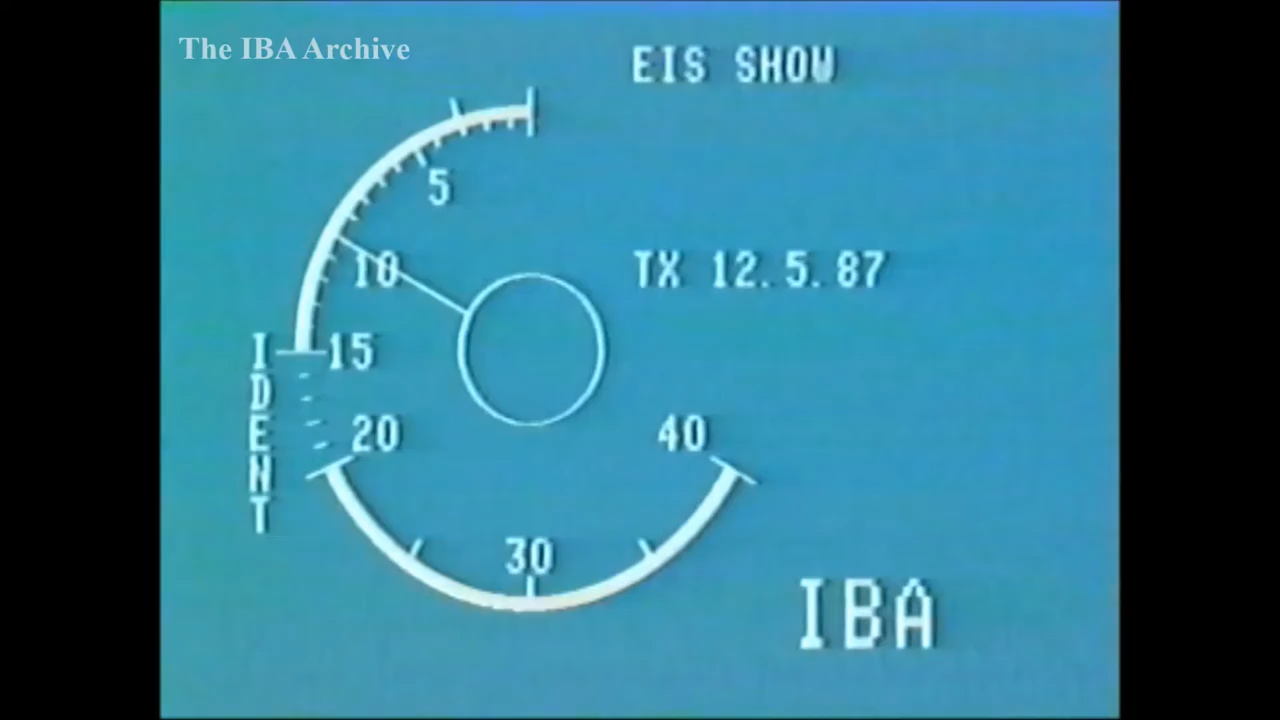 The IBA Archive
EIS SHOW
5
10
TX 12.5.87
15
IDENT
20
40
30
IBA